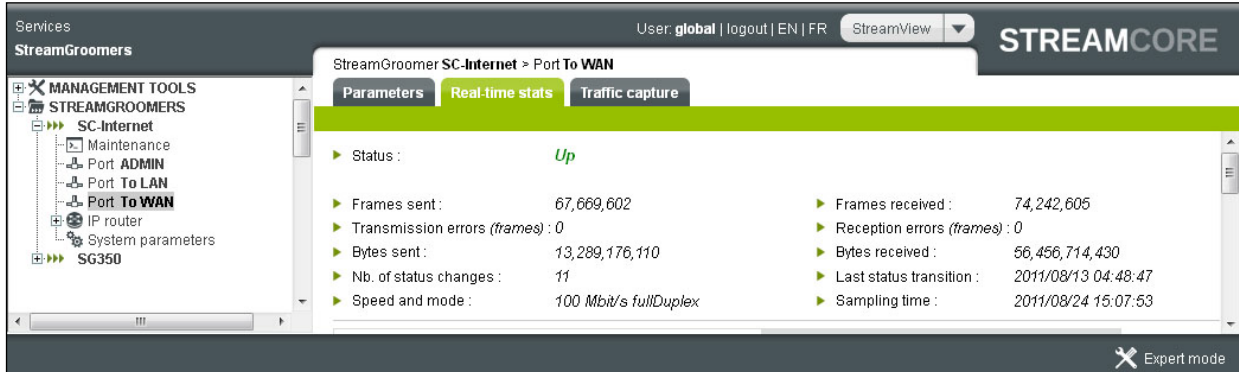 Services
StreamGroomers
User: global | logout | EN | FR
StreamView
STREAMCORE
StreamGroomer SC-Internet > Port To WAN
Parameters
Real-time stats
Traffic capture
MANAGEMENT TOOLS
STREAMGROOMERS
SC-Internet
Maintenance
Port ADMIN
Port To LAN
Port To WAN
IP router
System parameters
SG350
Status : Up
Frames sent : 67,669,602
Frames received : 74,242,605
Transmission errors (frames) : 0
Reception errors (frames) : 0
Bytes sent : 13,289,176,110
Bytes received : 56,456,714,430
Nb. of status changes : 11
Last status transition : 2011/08/13 04:48:47
Speed and mode : 100 Mbit/s fullDuplex
Sampling time : 2011/08/24 15:07:53
Expert mode